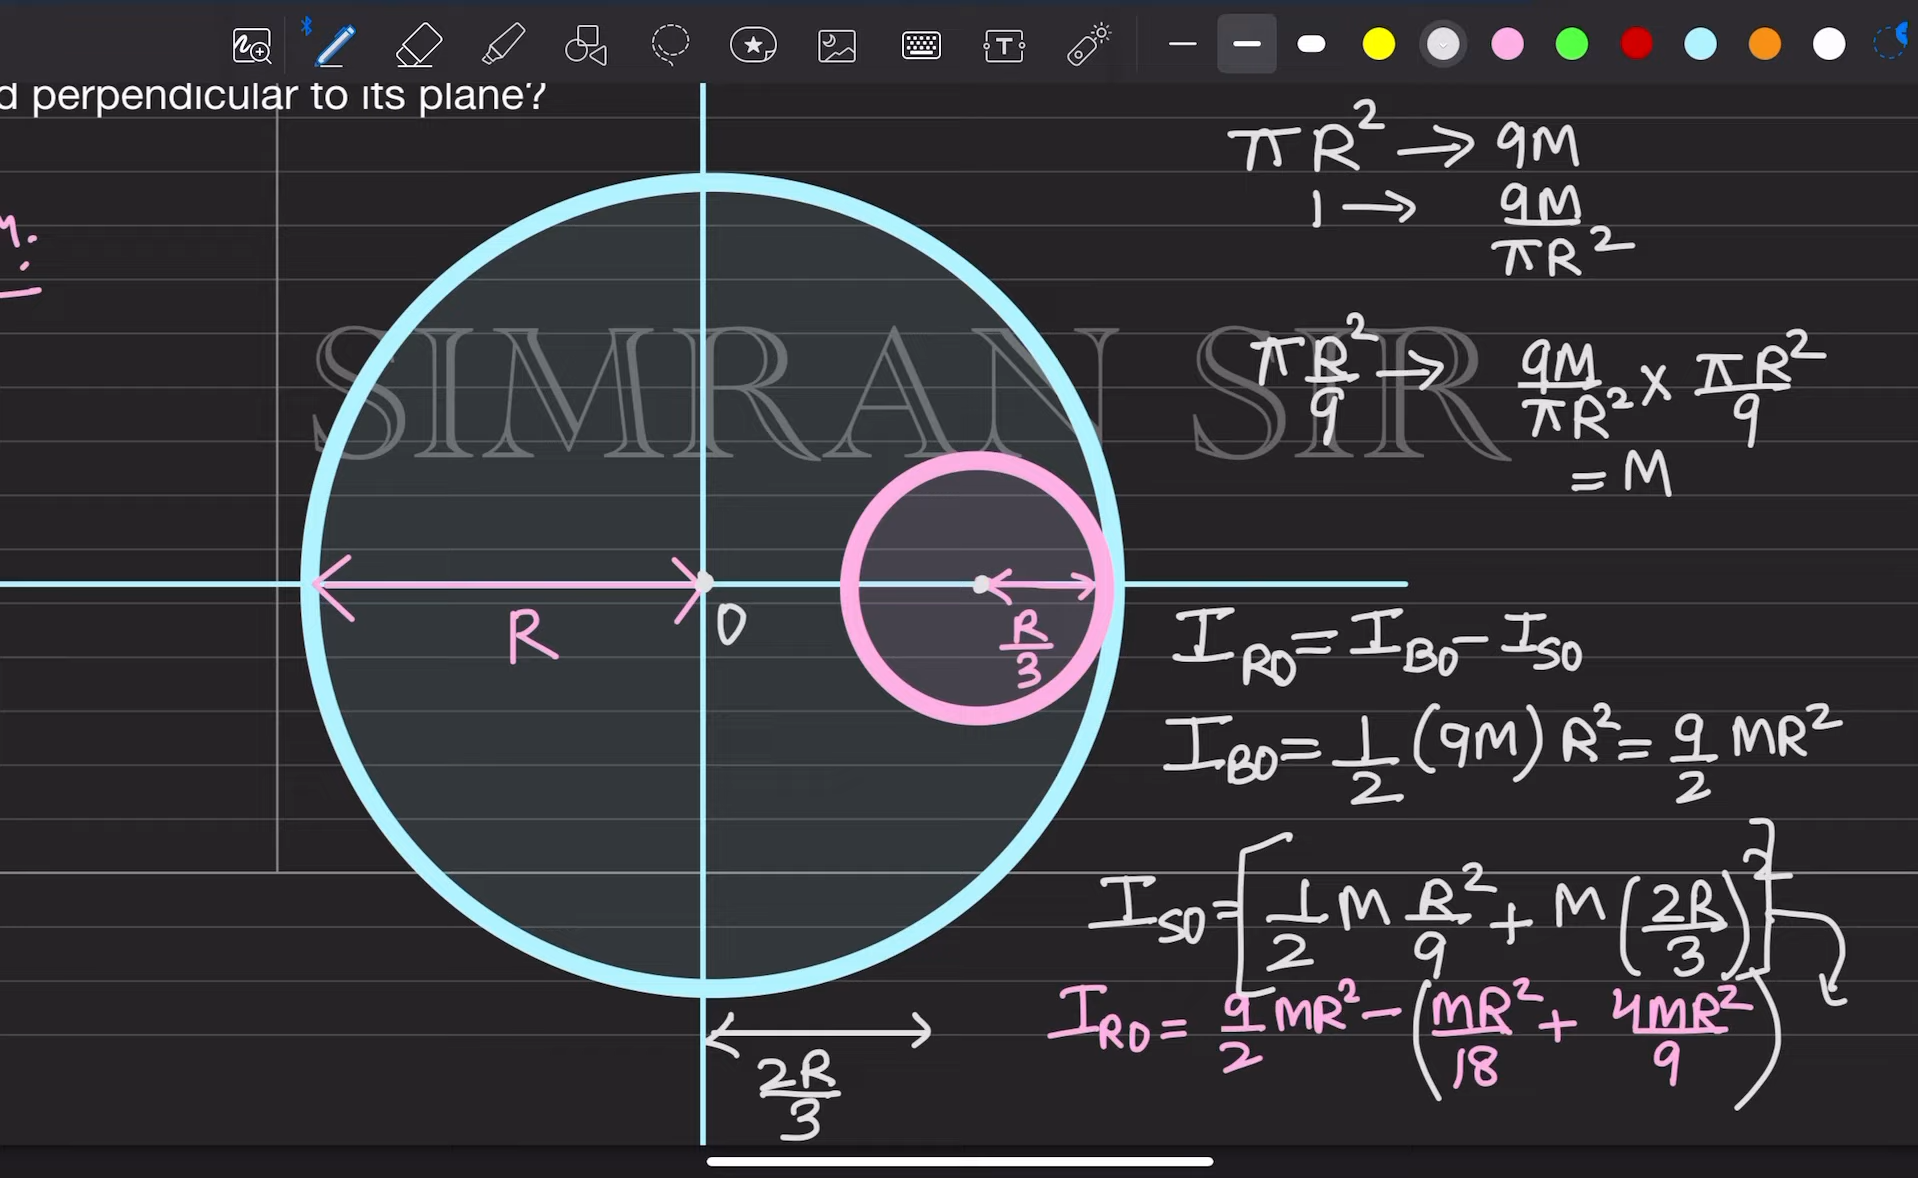 d perpendicular to its plane?
πR² → 9M
1 → 9M/πR²
πR²/9 → 9M/πR² × πR²/9
= M
SIMRAN SIR
R
O
R/3
I_RO = I_BO - I_SO
I_BO = 1/2 (9M) R² = 9/2 MR²
I_SO = [1/2 M R²/9 + M (2R/3)²]
I_RO = 9/2 MR² - (MR²/18 + 4MR²/9)
2R/3